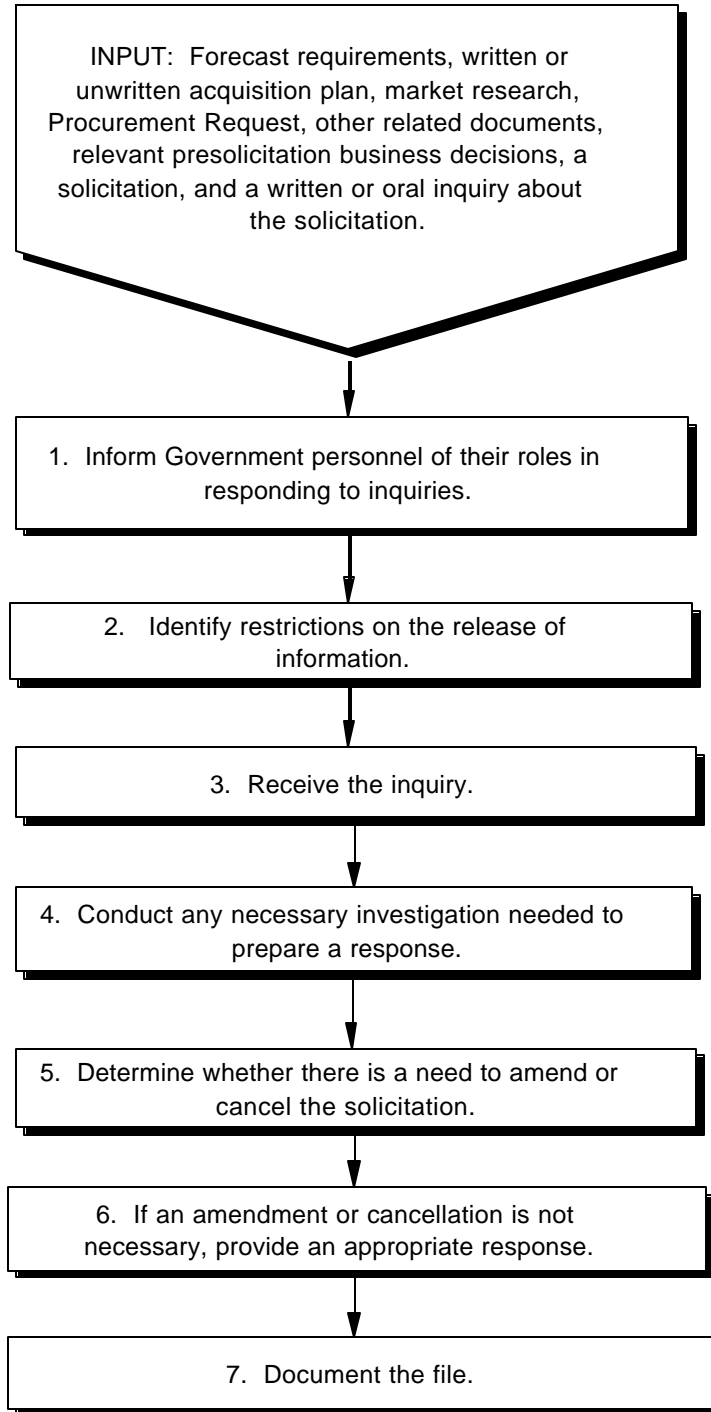 INPUT: Forecast requirements, written or
unwritten acquisition plan, market research,
Procurement Request, other related documents,
relevant presolicitation business decisions, a
solicitation, and a written or oral inquiry about
the solicitation.
1. Inform Government personnel of their roles in
responding to inquiries.
2. Identify restrictions on the release of
information.
3. Receive the inquiry.
4. Conduct any necessary investigation needed to
prepare a response.
5. Determine whether there is a need to amend or
cancel the solicitation.
6. If an amendment or cancellation is not
necessary, provide an appropriate response.
7. Document the file.